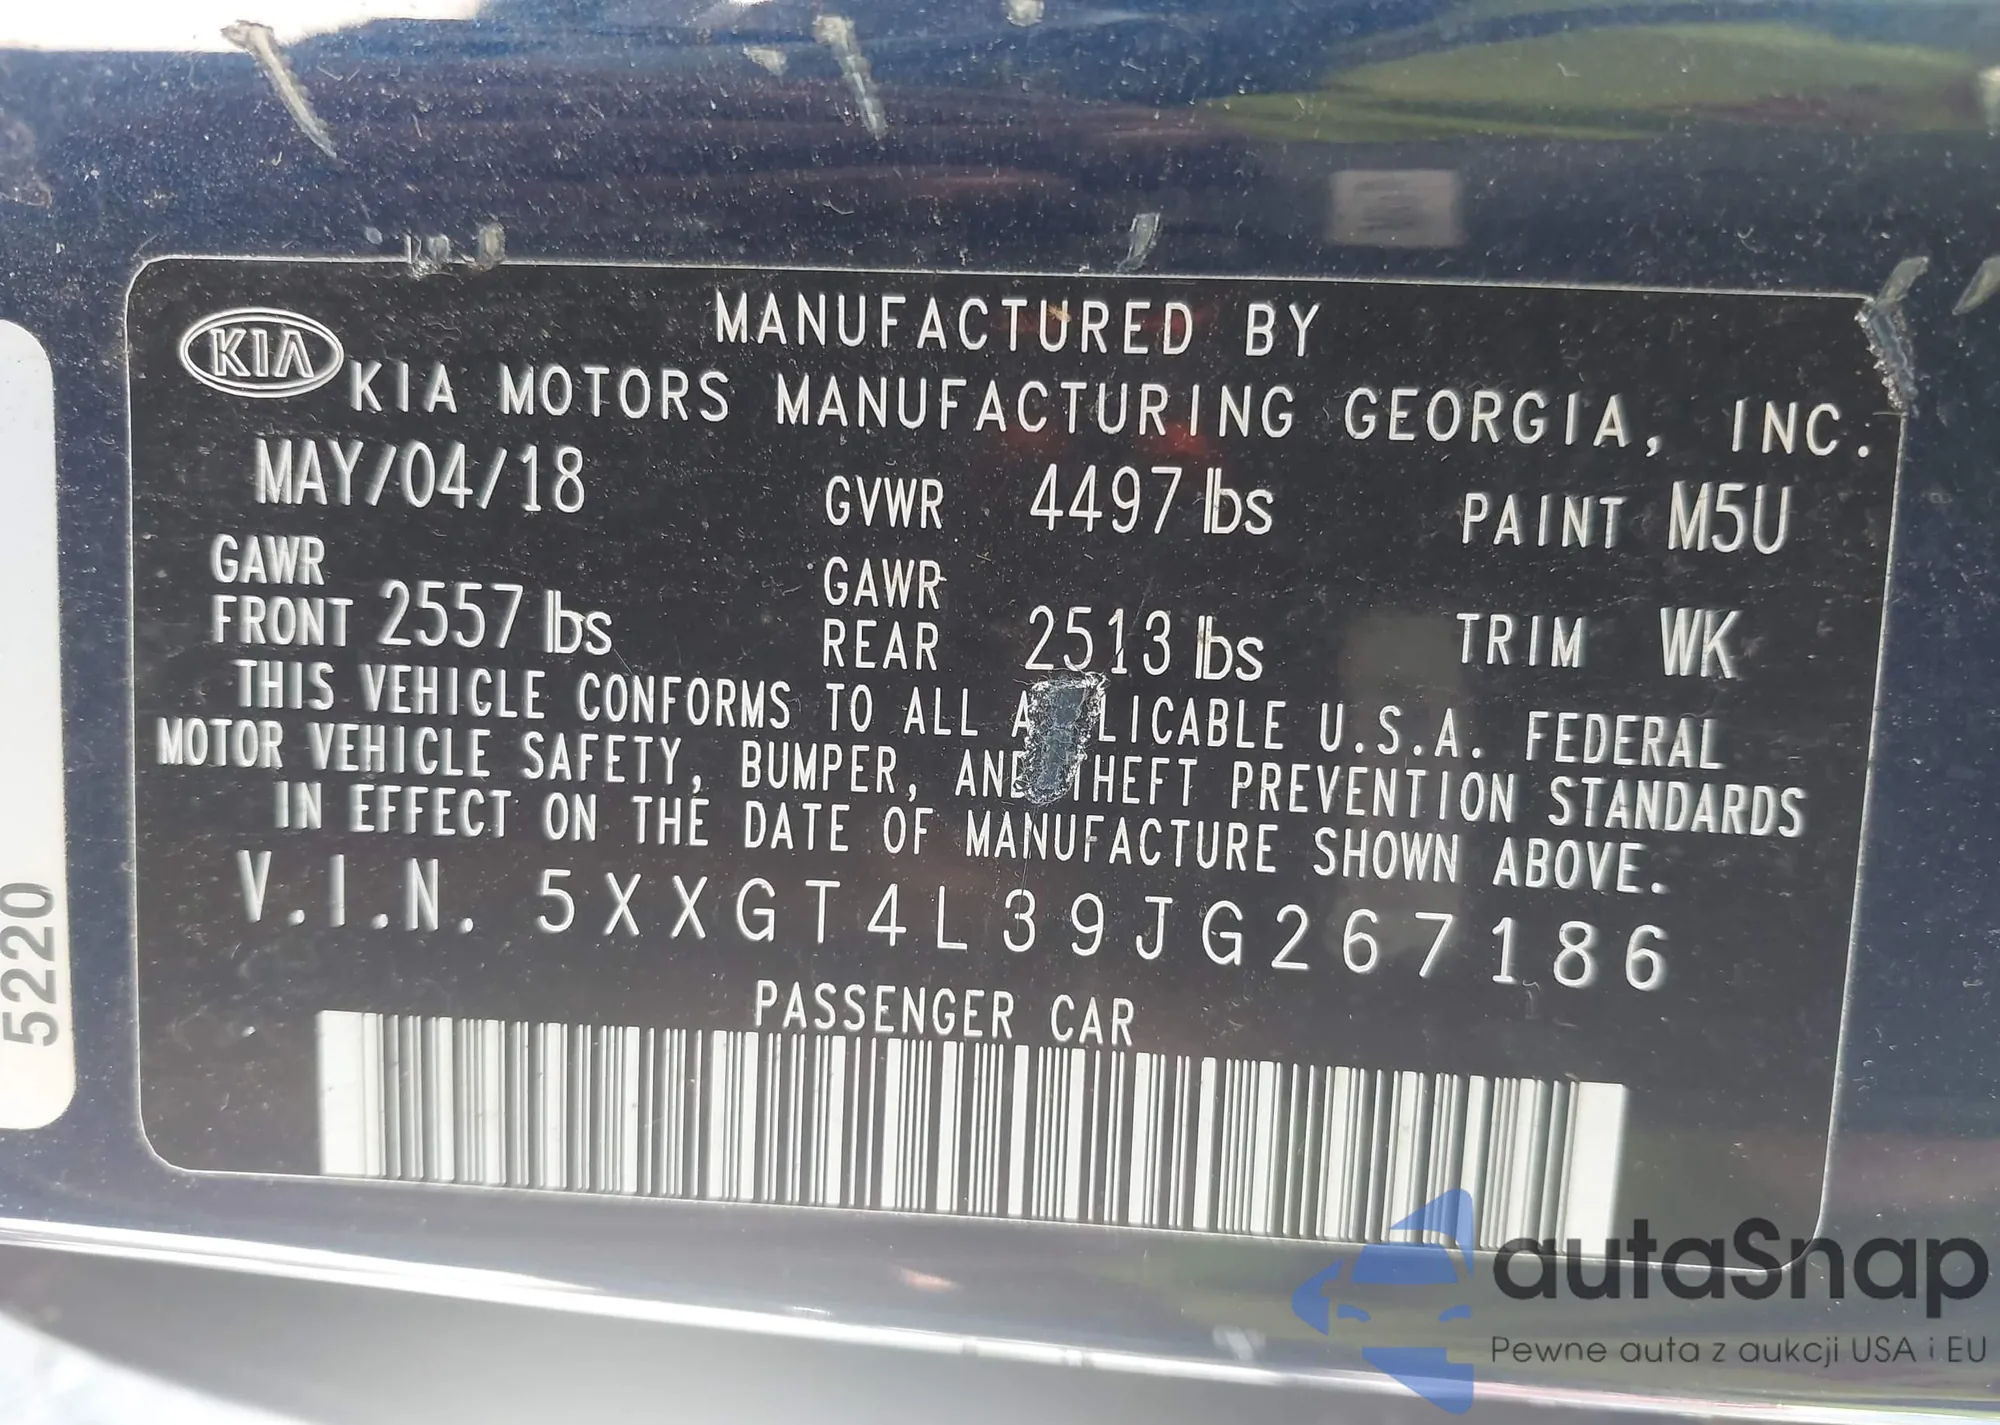 MANUFACTURED BY
KIA KIA MOTORS MANUFACTURING GEORGIA, INC.
MAY/04/18 GVWR 4497 lbs PAINT M5U
GAWR FRONT 2557 lbs GAWR REAR 2513 lbs TRIM WK
THIS VEHICLE CONFORMS TO ALL A LICABLE U.S.A. FEDERAL
MOTOR VEHICLE SAFETY, BUMPER, AND THEFT PREVENTION STANDARDS
IN EFFECT ON THE DATE OF MANUFACTURE SHOWN ABOVE.
V.I.N. 5XXGT4L39JG267186
PASSENGER CAR
5220
autaSnap
Pewne auta z aukcji USA i EU